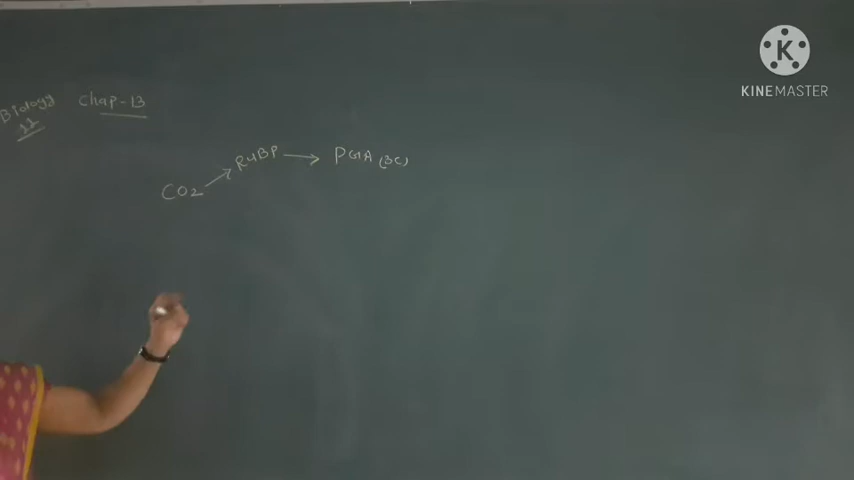 Biology Chap-13
11
CO2 → RuBP → PGA (3C)
K
KINEMASTER